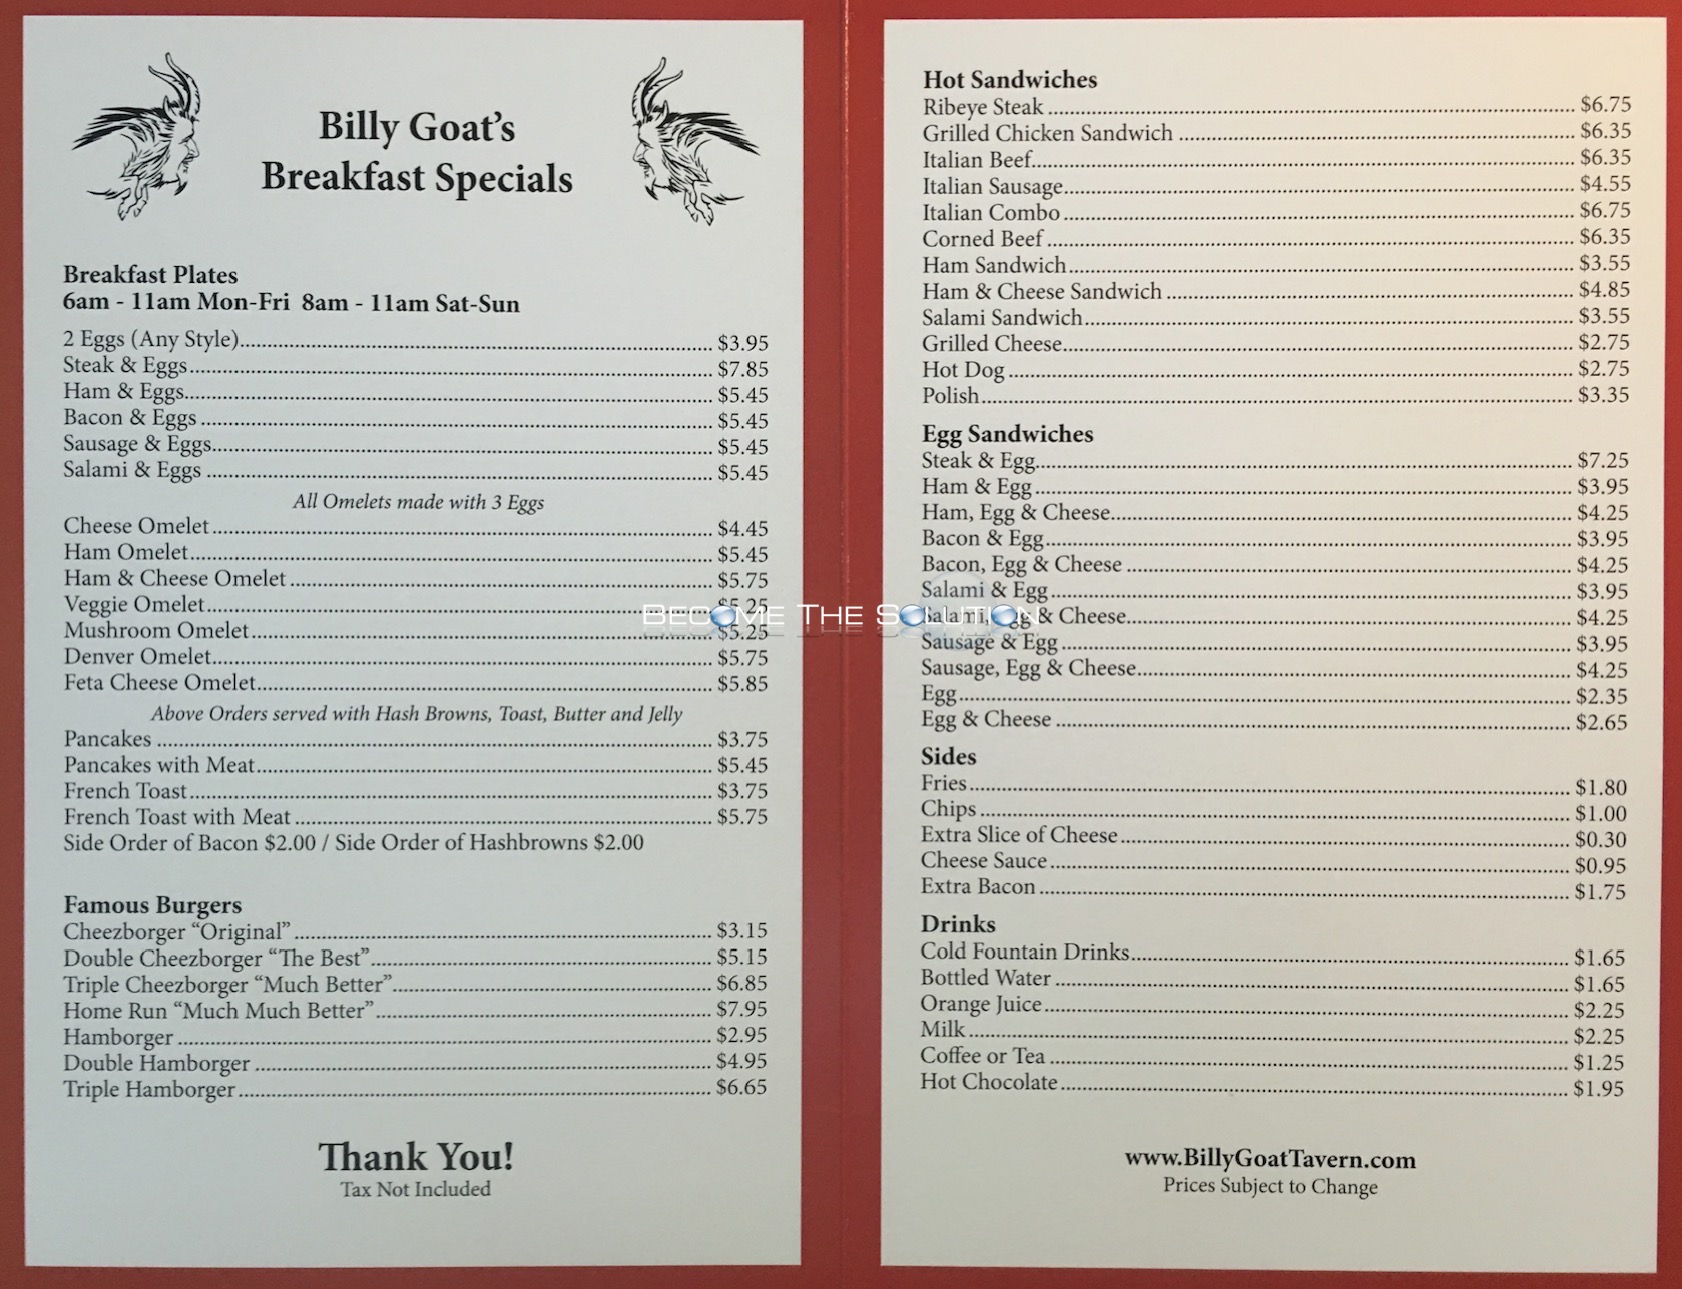 Billy Goat's
Breakfast Specials
Breakfast Plates
6am - 11am Mon-Fri 8am - 11am Sat-Sun
2 Eggs (Any Style) $3.95
Steak & Eggs $7.85
Ham & Eggs $5.45
Bacon & Eggs $5.45
Sausage & Eggs $5.45
Salami & Eggs $5.45
All Omelets made with 3 Eggs
Cheese Omelet $4.45
Ham Omelet $5.45
Ham & Cheese Omelet $5.75
Veggie Omelet $5.25
Mushroom Omelet $5.25
Denver Omelet $5.75
Feta Cheese Omelet $5.85
Above Orders served with Hash Browns, Toast, Butter and Jelly
Pancakes $3.75
Pancakes with Meat $5.45
French Toast $3.75
French Toast with Meat $5.75
Side Order of Bacon $2.00 / Side Order of Hashbrowns $2.00
Famous Burgers
Cheezborger “Original” $3.15
Double Cheezborger “The Best” $5.15
Triple Cheezborger “Much Better” $6.85
Home Run “Much Much Better” $7.95
Hamborger $2.95
Double Hamborger $4.95
Triple Hamborger $6.65
Thank You!
Tax Not Included
Hot Sandwiches
Ribeye Steak $6.75
Grilled Chicken Sandwich $6.35
Italian Beef $6.35
Italian Sausage $4.55
Italian Combo $6.75
Corned Beef $6.35
Ham Sandwich $3.55
Ham & Cheese Sandwich $4.85
Salami Sandwich $3.55
Grilled Cheese $2.75
Hot Dog $2.75
Polish $3.35
Egg Sandwiches
Steak & Egg $7.25
Ham & Egg $3.95
Ham, Egg & Cheese $4.25
Bacon & Egg $3.95
Bacon, Egg & Cheese $4.25
Salami & Egg $3.95
Salami, Egg & Cheese $4.25
Sausage & Egg $3.95
Sausage, Egg & Cheese $4.25
Egg $2.35
Egg & Cheese $2.65
Sides
Fries $1.80
Chips $1.00
Extra Slice of Cheese $0.30
Cheese Sauce $0.95
Extra Bacon $1.75
Drinks
Cold Fountain Drinks $1.65
Bottled Water $1.65
Orange Juice $2.25
Milk $2.25
Coffee or Tea $1.25
Hot Chocolate $1.95
www.BillyGoatTavern.com
Prices Subject to Change
BECOME THE SOLUTION